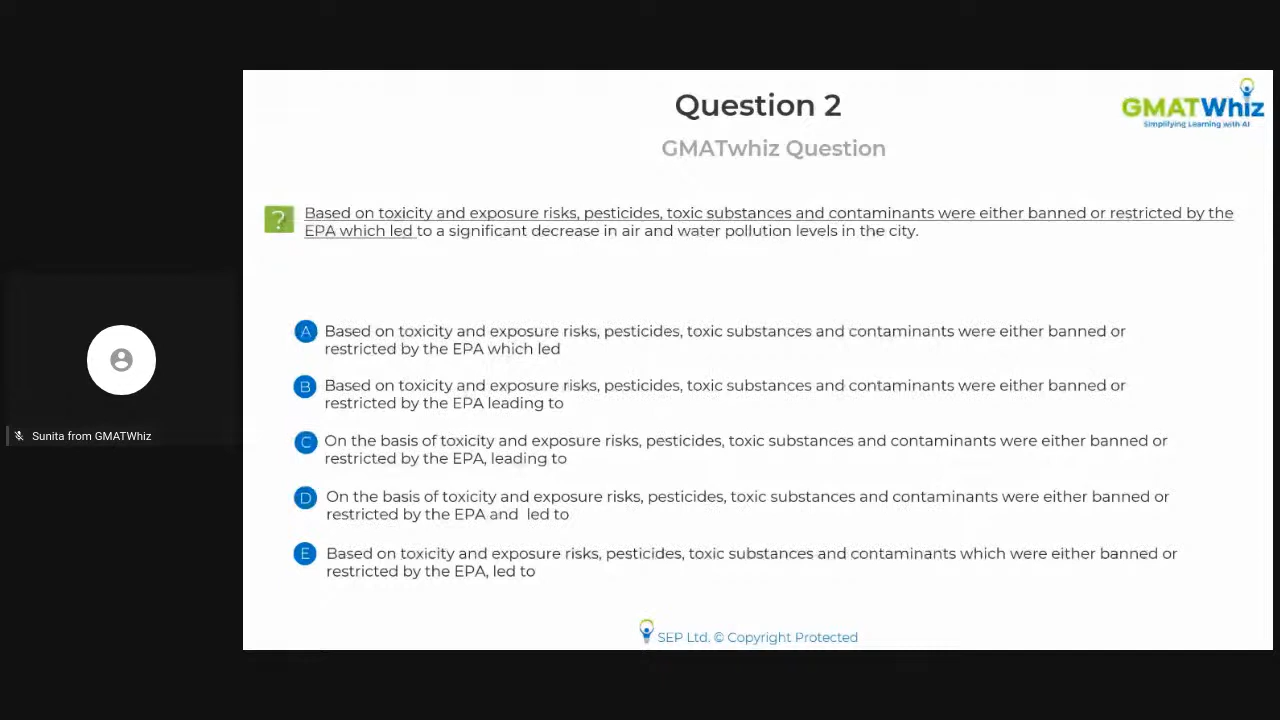 Question 2
GMATWhiz
Simplifying Learning with AI
GMATwhiz Question
?
Based on toxicity and exposure risks, pesticides, toxic substances and contaminants were either banned or restricted by the
EPA which led to a significant decrease in air and water pollution levels in the city.
A
Based on toxicity and exposure risks, pesticides, toxic substances and contaminants were either banned or
restricted by the EPA which led
B
Based on toxicity and exposure risks, pesticides, toxic substances and contaminants were either banned or
restricted by the EPA leading to
C
On the basis of toxicity and exposure risks, pesticides, toxic substances and contaminants were either banned or
restricted by the EPA, leading to
D
On the basis of toxicity and exposure risks, pesticides, toxic substances and contaminants were either banned or
restricted by the EPA and led to
E
Based on toxicity and exposure risks, pesticides, toxic substances and contaminants which were either banned or
restricted by the EPA, led to
Sunita from GMATWhiz
SEP Ltd. © Copyright Protected